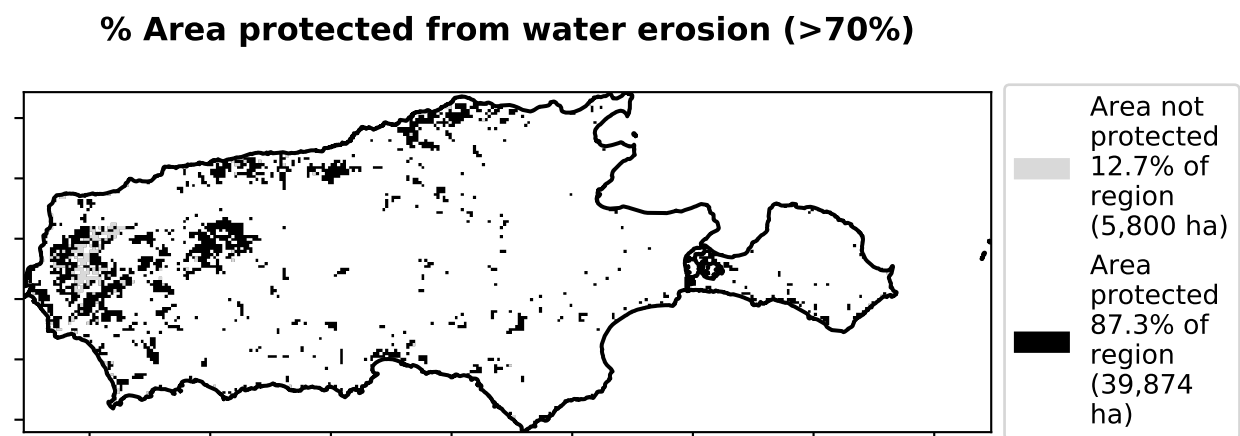 % Area protected from water erosion (>70%)
Area not
protected
12.7% of
region
(5,800 ha)
Area
protected
87.3% of
region
(39,874
ha)